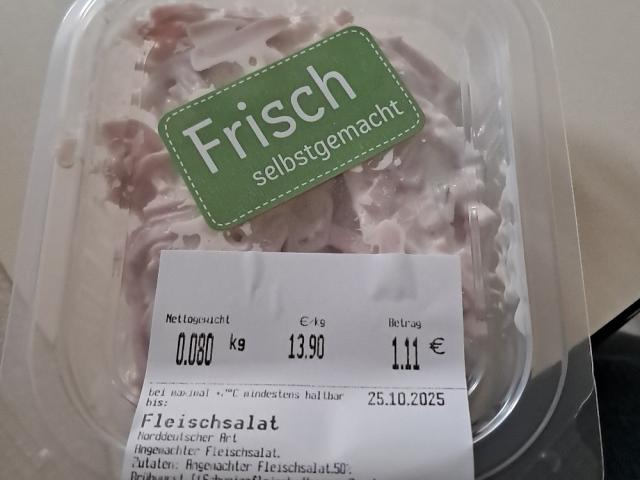 Frisch
selbstgemacht
Nettogewicht €/kg Betrag
0.080 kg 13.90 1.11 €
bei maximal mindestens haltbar
bis: 25.10.2025
Fleischsalat
Norddeutscher Art
Angemachter Fleischsalat.
Zutaten: Angemachter Fleischsalat.50%